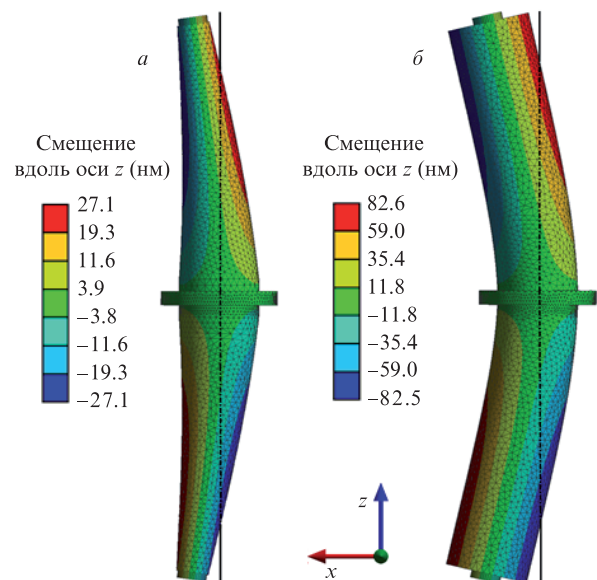 а
Смещение
вдоль оси z (нм)
27.1
19.3
11.6
3.9
−3.8
−11.6
−19.3
−27.1
б
Смещение
вдоль оси z (нм)
82.6
59.0
35.4
11.8
−11.8
−35.4
−59.0
−82.5
z
x